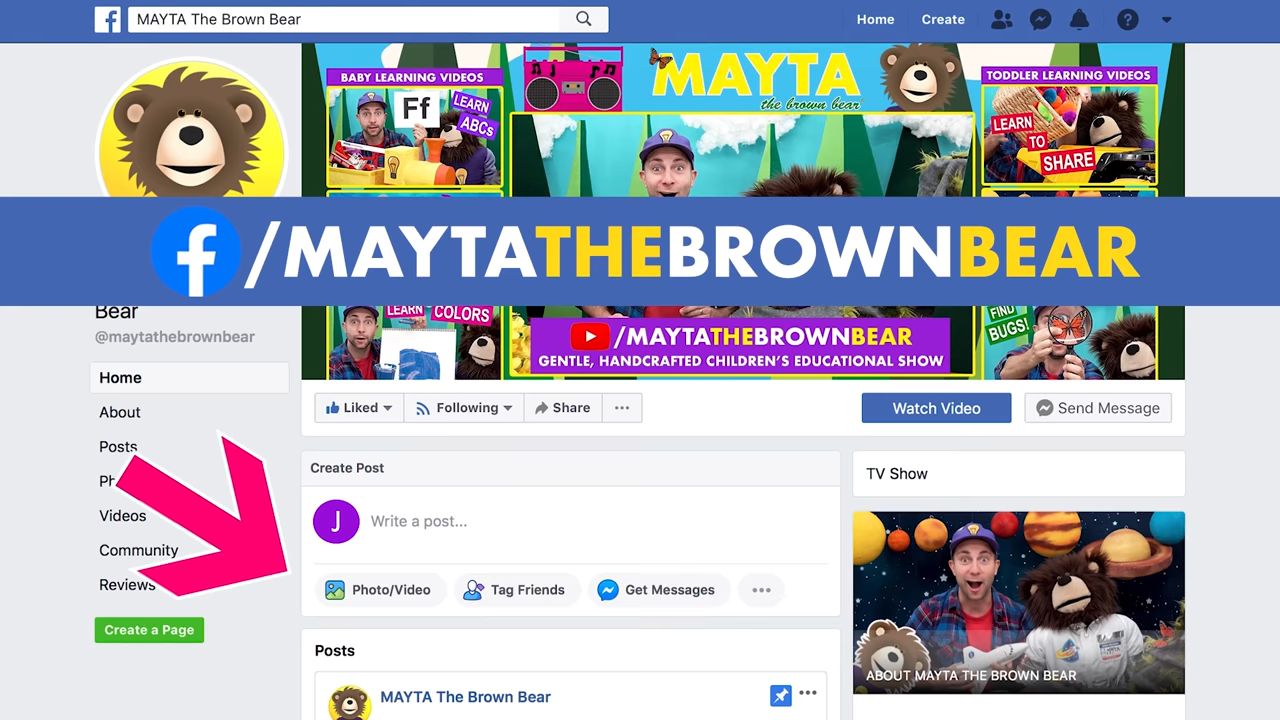 MAYTA The Brown Bear
Home
Create
BABY LEARNING VIDEOS
Ff
LEARN
ABCs
MAYTA
the brown bear
TODDLER LEARNING VIDEOS
LEARN
TO
SHARE
/MAYTATHEBROWNBEAR
Bear
@maytathebrownbear
LEARN COLORS
/MAYTATHEBROWNBEAR
GENTLE, HANDCRAFTED CHILDREN'S EDUCATIONAL SHOW
FIND
BUGS!
Home
About
Posts
Videos
Community
Reviews
Create a Page
Liked
Following
Share
Watch Video
Send Message
Create Post
J
Write a post...
Photo/Video
Tag Friends
Get Messages
TV Show
ABOUT MAYTA THE BROWN BEAR
Posts
MAYTA The Brown Bear